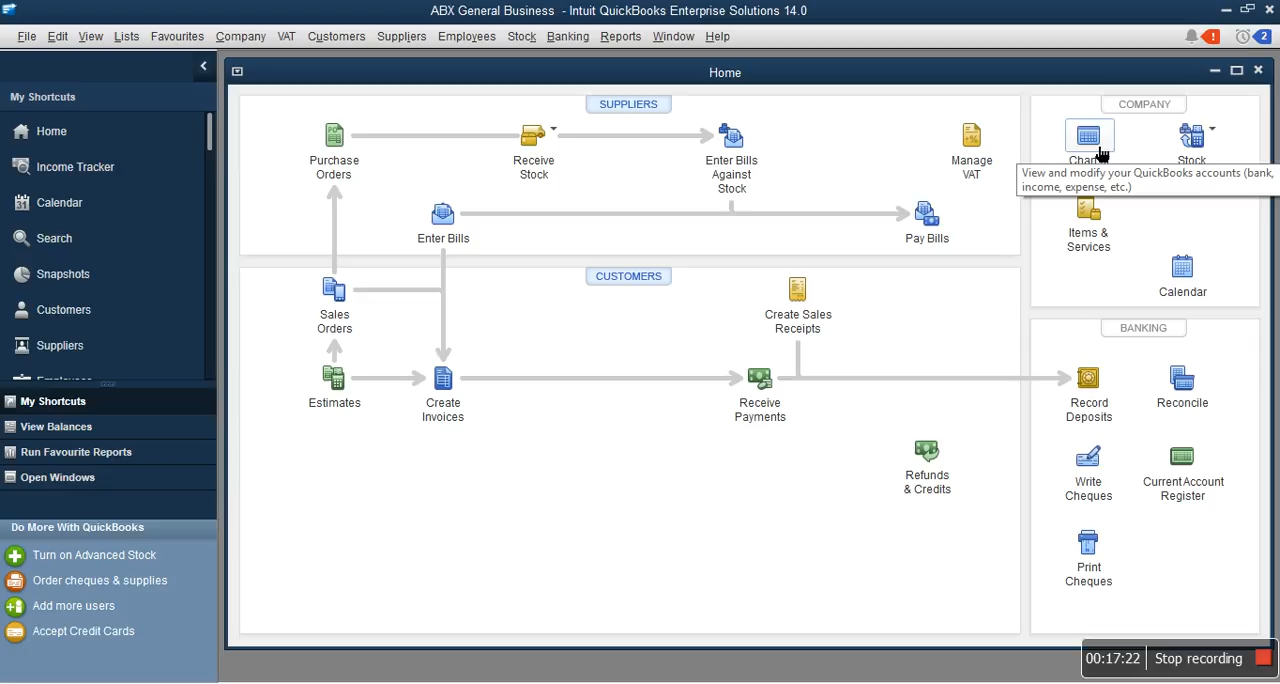 ABX General Business - Intuit QuickBooks Enterprise Solutions 14.0
File Edit View Lists Favourites Company VAT Customers Suppliers Employees Stock Banking Reports Window Help
!
2
My Shortcuts
Home
Income Tracker
31 Calendar
Search
Snapshots
Customers
Suppliers
My Shortcuts
View Balances
Run Favourite Reports
Open Windows
Do More With QuickBooks
Turn on Advanced Stock
Order cheques & supplies
Add more users
Accept Credit Cards
Home
SUPPLIERS
Purchase
Orders
Receive
Stock
Enter Bills
Against
Stock
Manage
VAT
Enter Bills
Pay Bills
CUSTOMERS
Sales
Orders
Create Sales
Receipts
Estimates
Create
Invoices
Receive
Payments
Refunds
& Credits
COMPANY
Stock
View and modify your QuickBooks accounts (bank,
income, expense, etc.)
Items &
Services
Calendar
BANKING
Record
Deposits
Reconcile
Write
Cheques
Current Account
Register
Print
Cheques
00:17:22 Stop recording